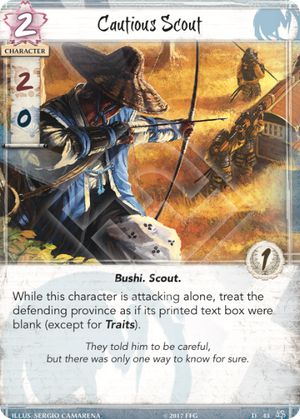 2
Cautious Scout
CHARACTER
2
0
1
Bushi. Scout.
While this character is attacking alone, treat the
defending province as if its printed text box were
blank (except for Traits).
They told him to be careful,
but there was only one way to know for sure.
ILLUS-SERGIO CAMARENA
©2017 FFG